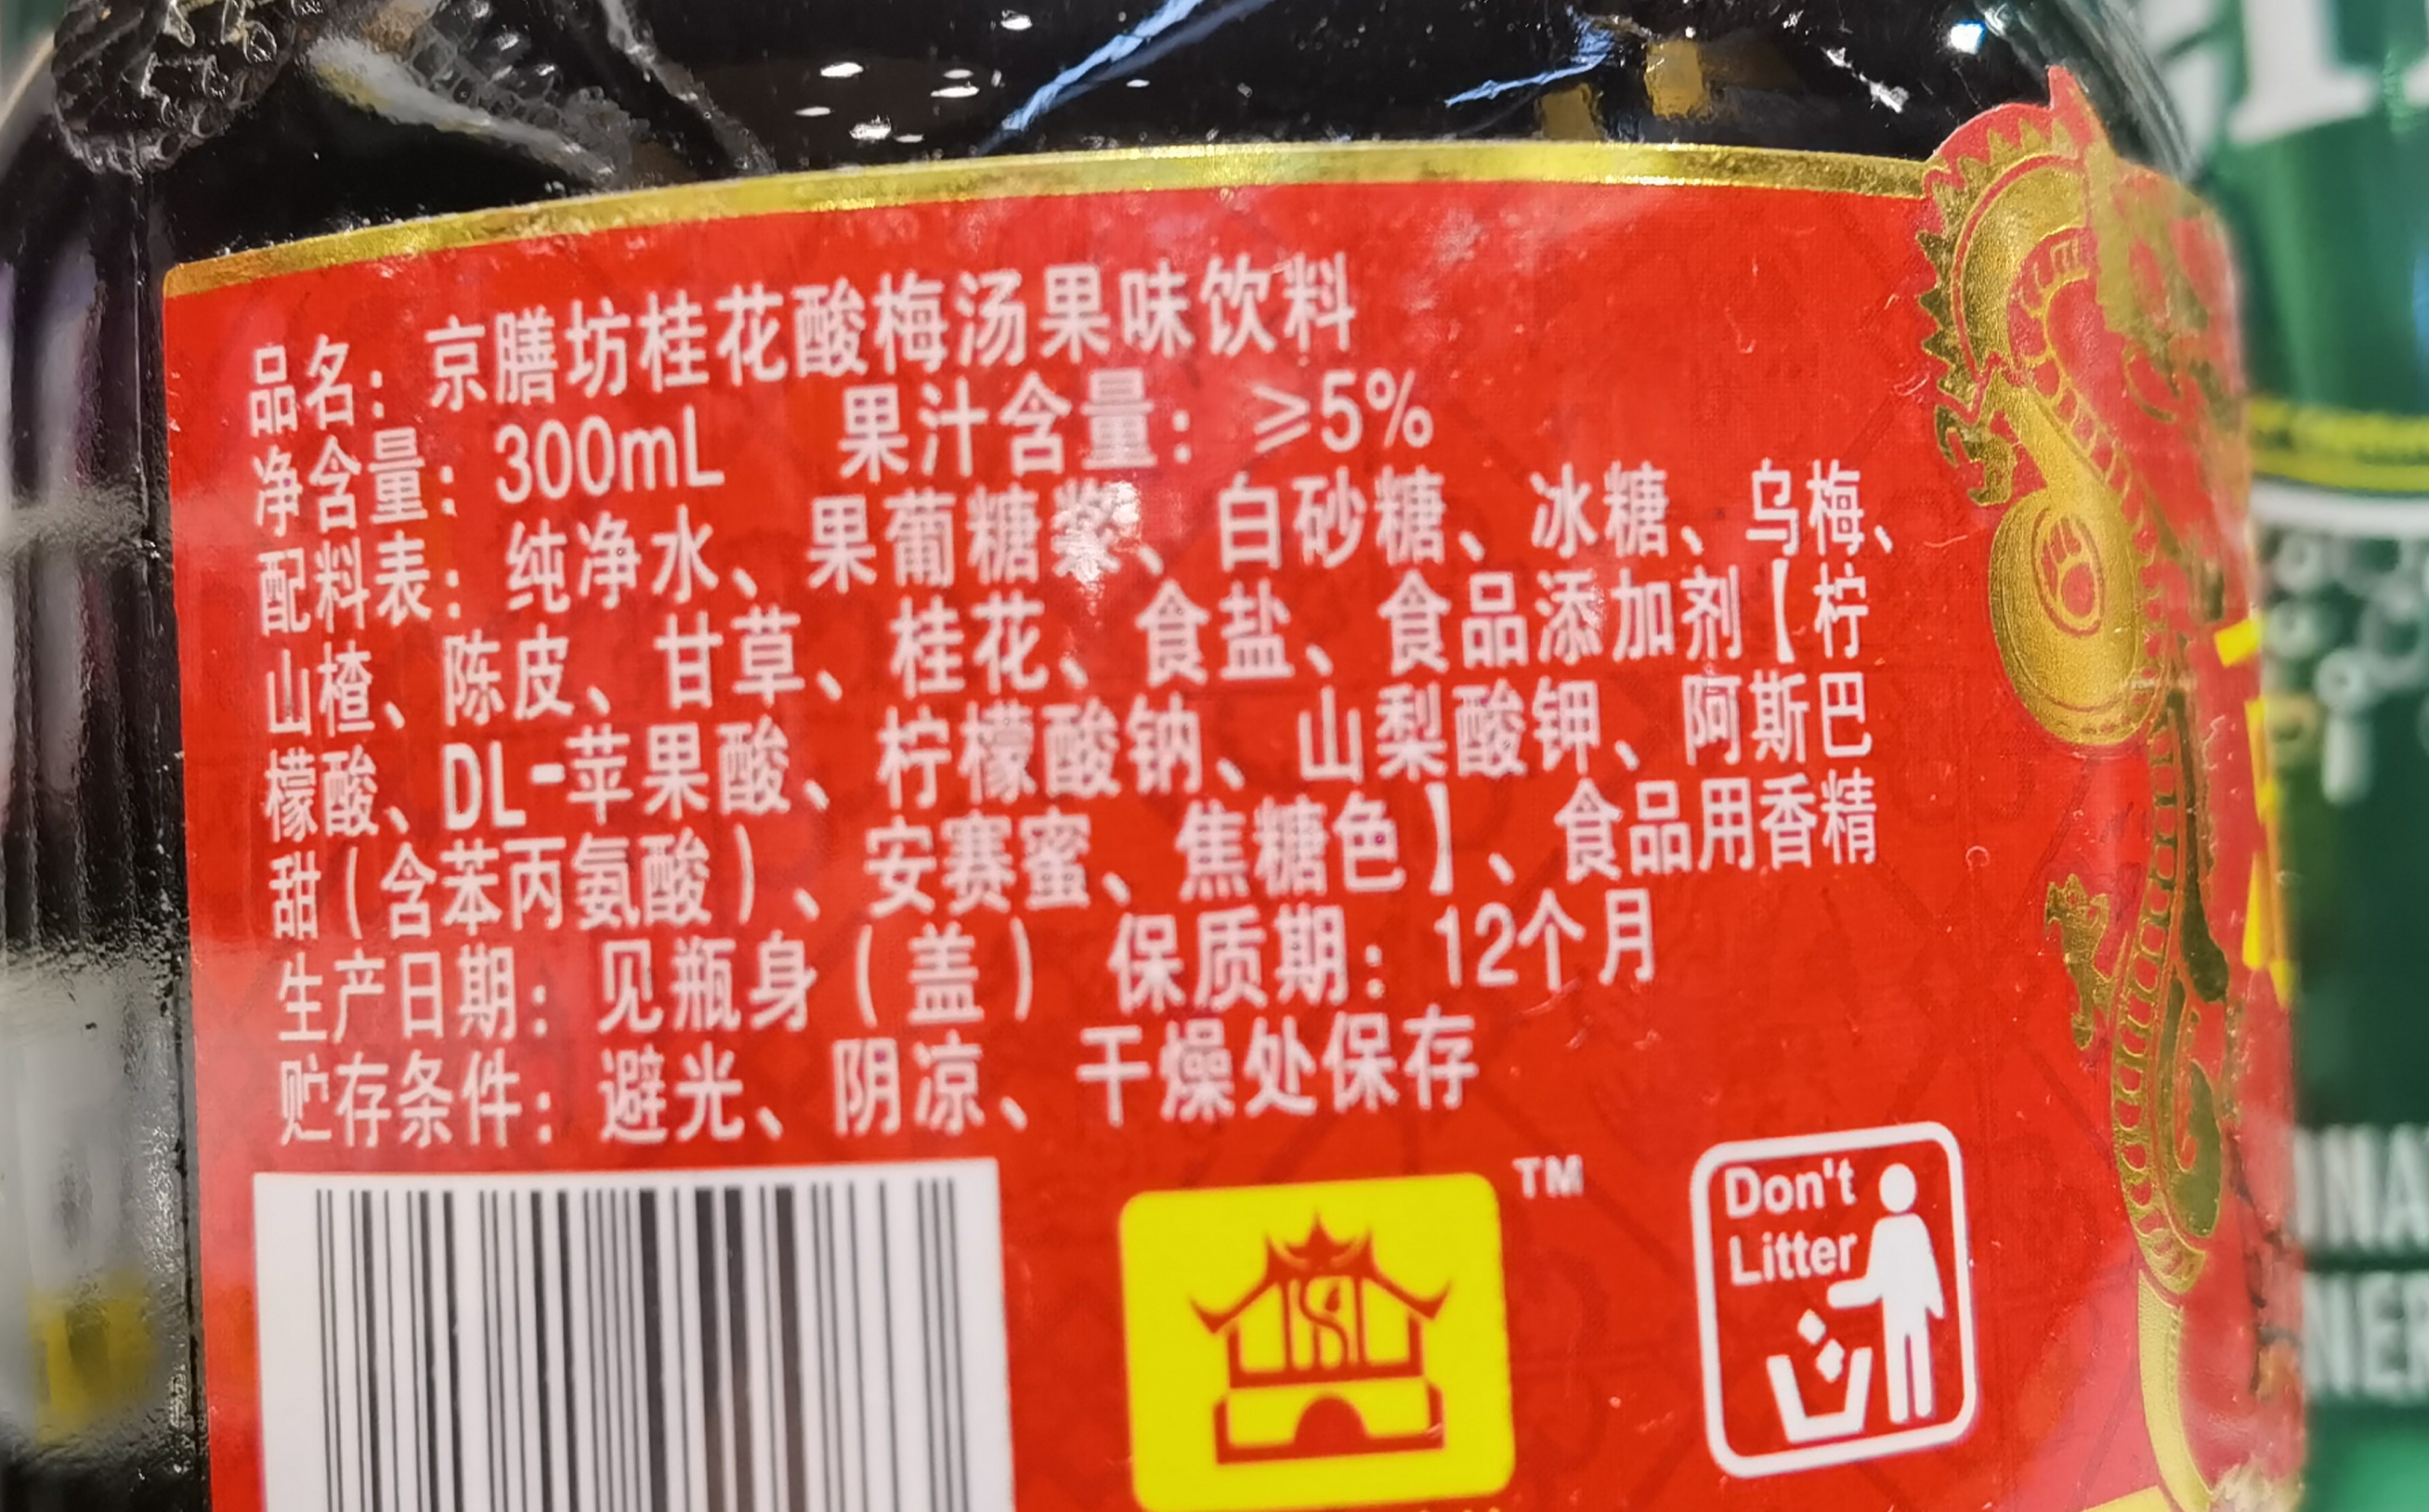 品名：京膳坊桂花酸梅汤果味饮料
净含量：300mL 果汁含量：≥5%
配料表：纯净水、果葡糖浆、白砂糖、冰糖、乌梅、
山楂、陈皮、甘草、桂花、食盐、食品添加剂【柠
檬酸、DL-苹果酸、柠檬酸钠、山梨酸钾、阿斯巴
甜（含苯丙氨酸）、安赛蜜、焦糖色】、食品用香精
生产日期：见瓶身（盖） 保质期：12个月
贮存条件：避光、阴凉、干燥处保存
TM
Don't
Litter